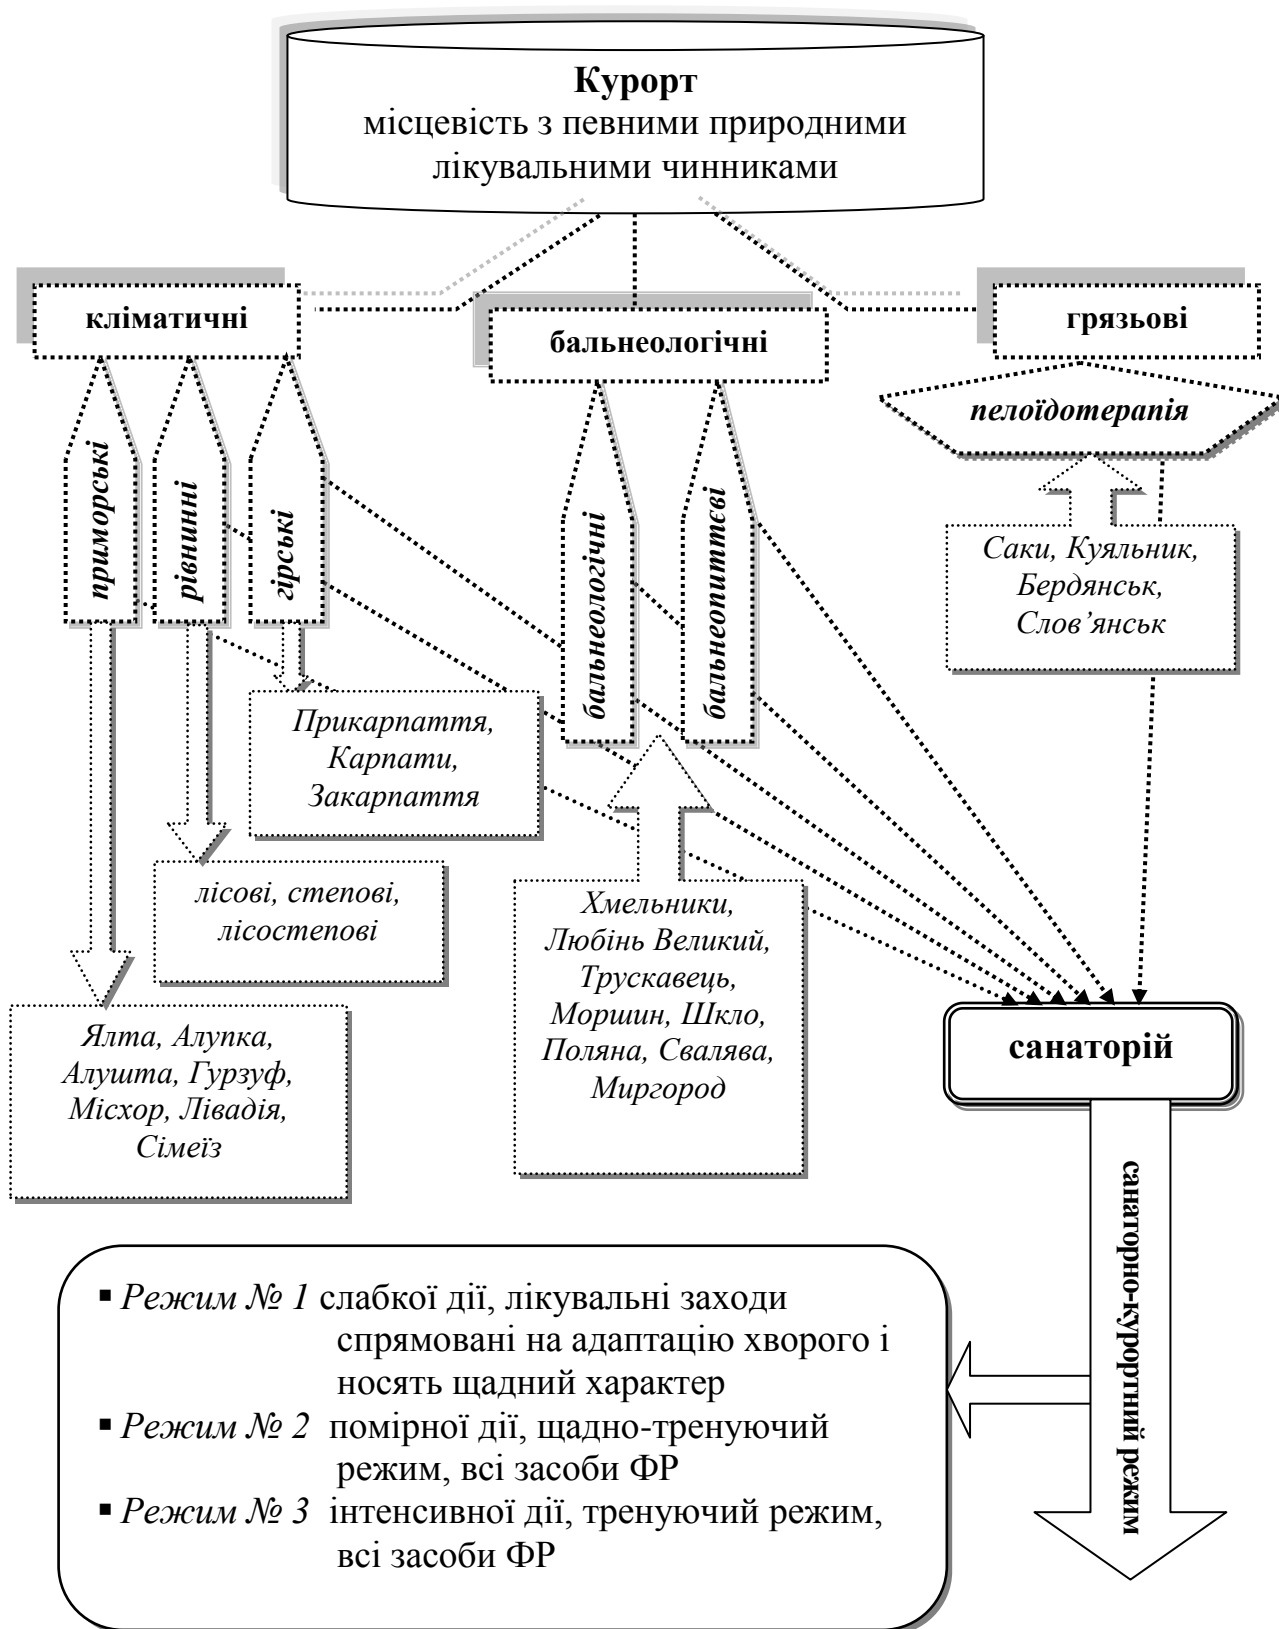 Курорт
місцевість з певними природними
лікувальними чинниками
кліматичні
бальнеологічні
грязьові
пелоїдотерапія
приморські
рівнинні
гірські
бальнеологічні
бальнеопиттєві
Саки, Куяльник,
Бердянськ,
Слов’янськ
Прикарпаття,
Карпати,
Закарпаття
лісові, степові,
лісостепові
Хмельники,
Любінь Великий,
Трускавець,
Моршин, Шкло,
Поляна, Свалява,
Миргород
Ялта, Алупка,
Алушта, Гурзуф,
Місхор, Лівадія,
Сімеїз
санаторій
санаторно-курортний режим
▪ Режим № 1 слабкої дії, лікувальні заходи
спрямовані на адаптацію хворого і
носять щадний характер
▪ Режим № 2 помірної дії, щадно-тренуючий
режим, всі засоби ФР
▪ Режим № 3 інтенсивної дії, тренуючий режим,
всі засоби ФР